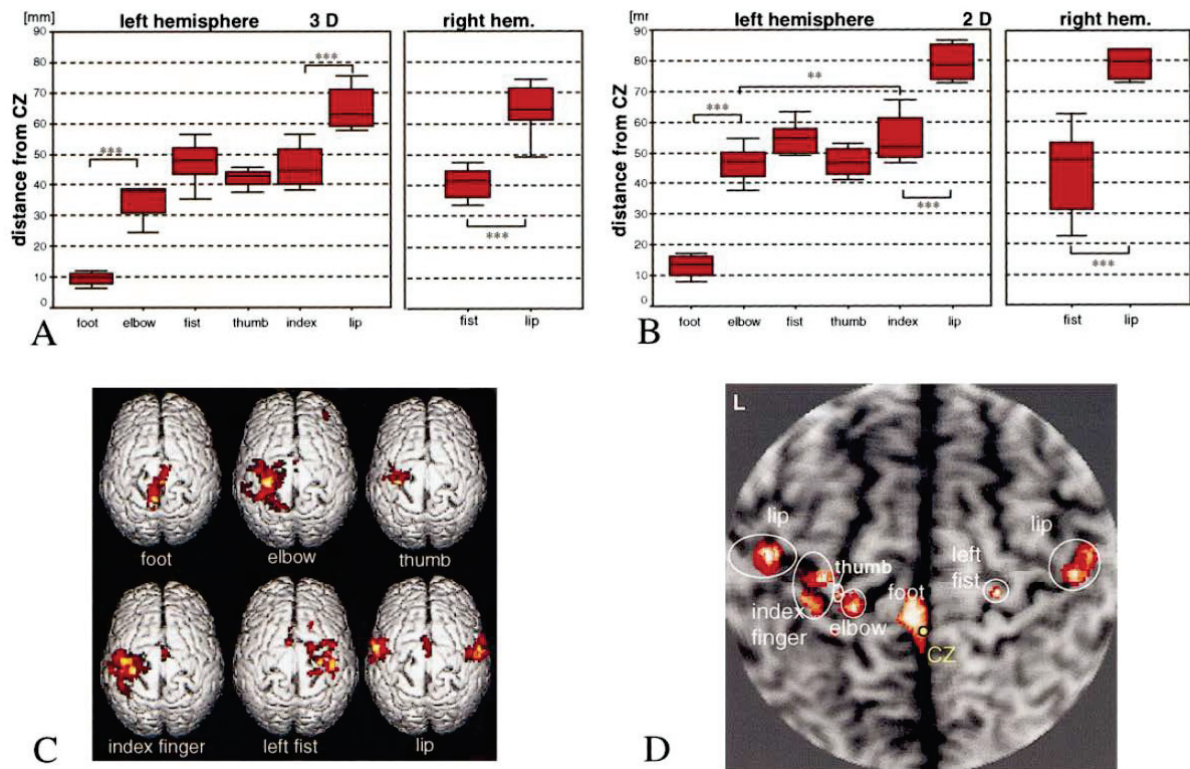 [mm] left hemisphere 3 D right hem.
distance from CZ
90
80
70
60
50
40
30
20
10
0
***
***
***
foot elbow fist thumb index lip
fist lip
A
[mr left hemisphere 2 D right hem.
distance from CZ
90
80
70
60
50
40
30
20
10
0
***
**
***
***
foot elbow fist thumb index lip
fist lip
B
foot elbow thumb
index finger left fist lip
C
L
lip
lip
thumb
left
fist
foot
index
finger
elbow
CZ
D